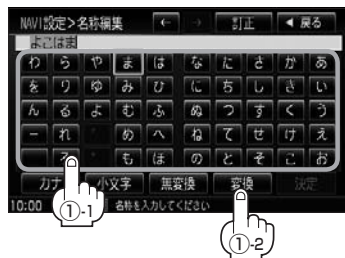 NAVI設定>名称編集 ← → 訂正 ◀戻る
よこはま
わ ら や ま は な た さ か あ
を り ゆ み ひ に ち し き い
ん る よ む ふ ぬ つ す く う
ー れ 、 め へ ね て せ け え
ろ も ほ の と そ こ お
カナ 小文字 無変換 変換 決定
10:00 名称を入力してください
①-1
①-2